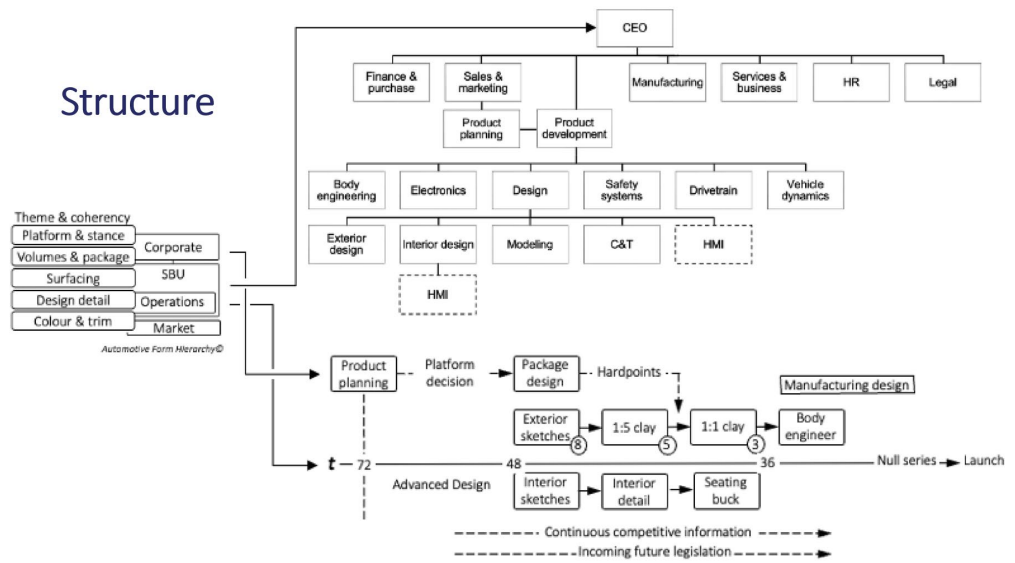 Structure
CEO
Finance &
purchase
Sales &
marketing
Manufacturing
Services &
business
HR
Legal
Product
planning
Product
development
Body
engineering
Electronics
Design
Safety
systems
Drivetrain
Vehicle
dynamics
Exterior
design
Interior design
Modeling
C&T
HMI
HMI
Theme & coherency
Platform & stance
Volumes & package
Surfacing
Design detail
Colour & trim
Corporate
SBU
Operations
Market
Automotive Form Hierarchy©
Product
planning
Platform
decision
Package
design
Hardpoints
Manufacturing design
Exterior
sketches
8
1:5 clay
5
1:1 clay
3
Body
engineer
t
72
48
36
Null series
Launch
Advanced Design
Interior
sketches
Interior
detail
Seating
buck
Continuous competitive information
Incoming future legislation